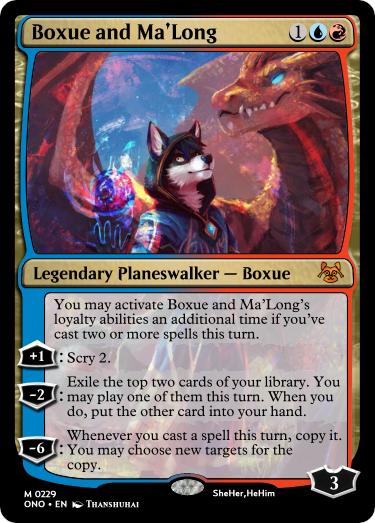 Boxue and Ma'Long 1
Legendary Planeswalker — Boxue
You may activate Boxue and Ma'Long's
loyalty abilities an additional time if you've
cast two or more spells this turn.
+1: Scry 2.
-2: Exile the top two cards of your library. You
may play one of them this turn. When you
do, put the other card into your hand.
-6: Whenever you cast a spell this turn, copy it.
You may choose new targets for the
copy.
3
M 0229 SheHer,HeHim
ONO • EN Thanshuhai